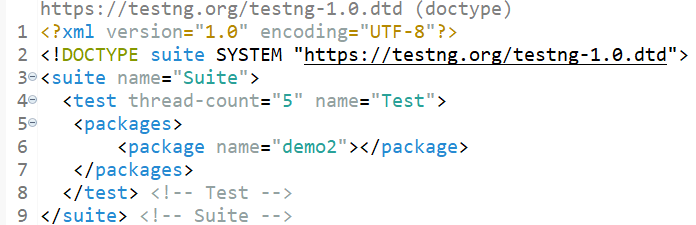 https://testng.org/testng-1.0.dtd (doctype)
1 <?xml version="1.0" encoding="UTF-8"?>
2 <!DOCTYPE suite SYSTEM "https://testng.org/testng-1.0.dtd">
3 <suite name="Suite">
4 <test thread-count="5" name="Test">
5 <packages>
6 <package name="demo2"></package>
7 </packages>
8 </test> <!-- Test -->
9 </suite> <!-- Suite -->